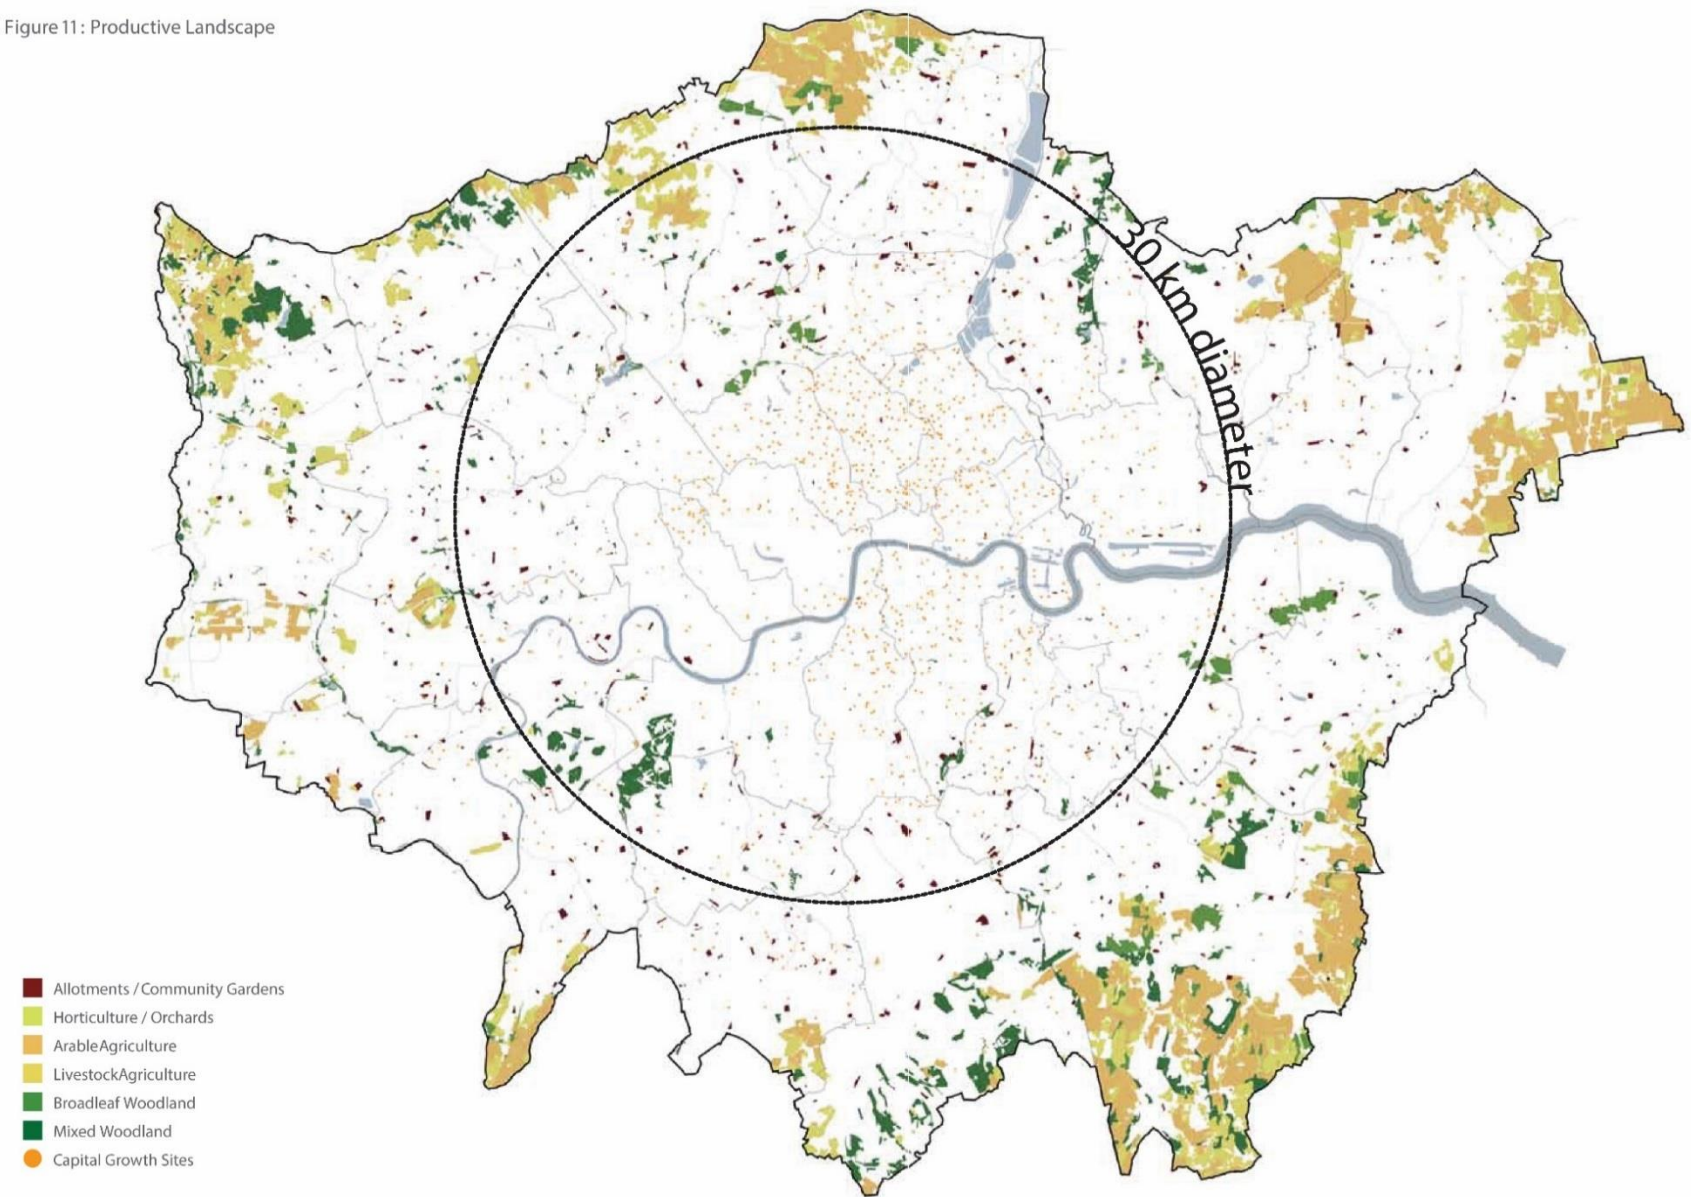 Figure 11: Productive Landscape
30 km diameter
Allotments / Community Gardens
Horticulture / Orchards
ArableAgriculture
LivestockAgriculture
Broadleaf Woodland
Mixed Woodland
Capital Growth Sites